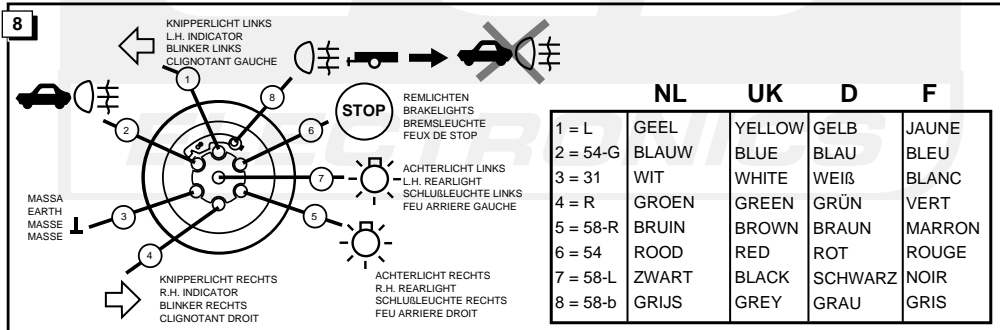 8
KNIPPERLICHT LINKS
L.H. INDICATOR
BLINKER LINKS
CLIGNOTANT GAUCHE
1
8
2
6
STOP
REMLICHTEN
BRAKELIGHTS
BREMSLEUCHTE
FEUX DE STOP
7
ACHTERLICHT LINKS
L.H. REARLIGHT
SCHLUßLEUCHTE LINKS
FEU ARRIERE GAUCHE
MASSA
EARTH
MASSE
MASSE
3
5
4
KNIPPERLICHT RECHTS
R.H. INDICATOR
BLINKER RECHTS
CLIGNOTANT DROIT
ACHTERLICHT RECHTS
R.H. REARLIGHT
SCHLUßLEUCHTE RECHTS
FEU ARRIERE DROIT
NL UK D F
1 = L GEEL YELLOW GELB JAUNE
2 = 54-G BLAUW BLUE BLAU BLEU
3 = 31 WIT WHITE WEIß BLANC
4 = R GROEN GREEN GRÜN VERT
5 = 58-R BRUIN BROWN BRAUN MARRON
6 = 54 ROOD RED ROT ROUGE
7 = 58-L ZWART BLACK SCHWARZ NOIR
8 = 58-b GRIJS GREY GRAU GRIS